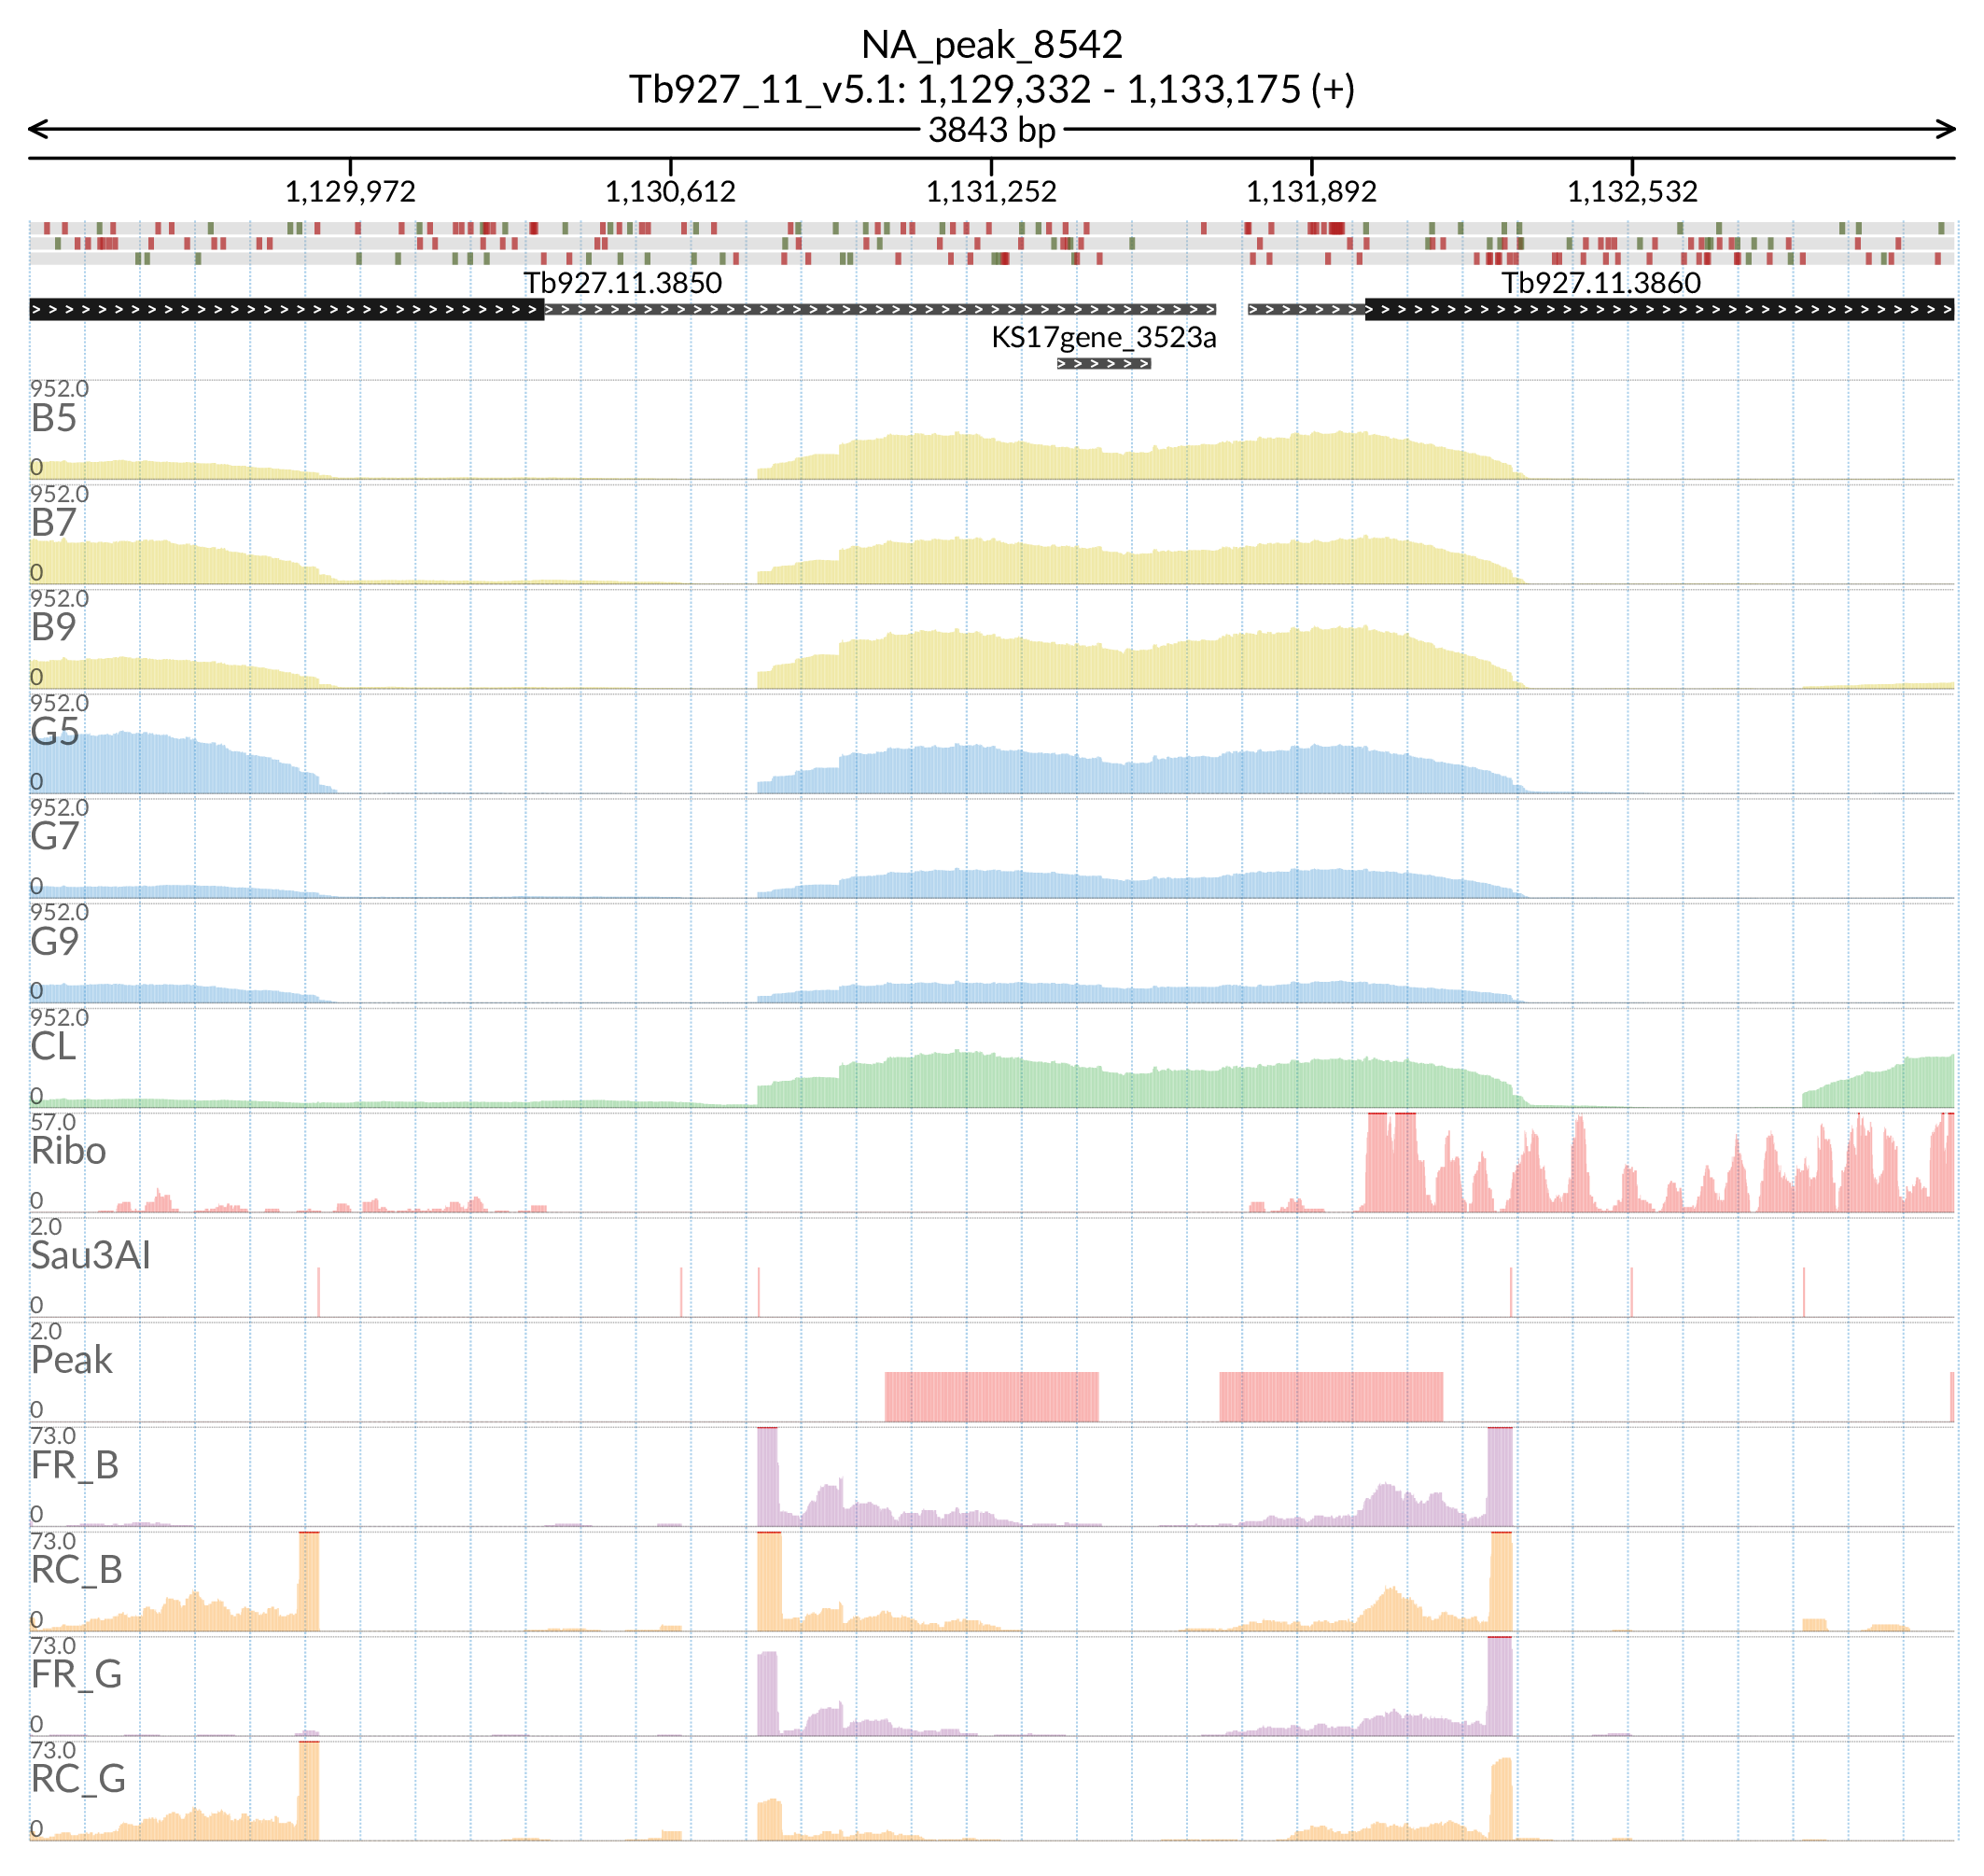 NA_peak_8542
Tb927_11_v5.1: 1,129,332 - 1,133,175 (+)
3843 bp
1,129,972 1,130,612 1,131,252 1,131,892 1,132,532
Tb927.11.3850 Tb927.11.3860
KS17gene_3523a
952.0
B5
0
952.0
B7
0
952.0
B9
0
952.0
G5
0
952.0
G7
0
952.0
G9
0
952.0
CL
0
57.0
Ribo
0
2.0
Sau3AI
0
2.0
Peak
0
73.0
FR_B
0
73.0
RC_B
0
73.0
FR_G
0
73.0
RC_G
0